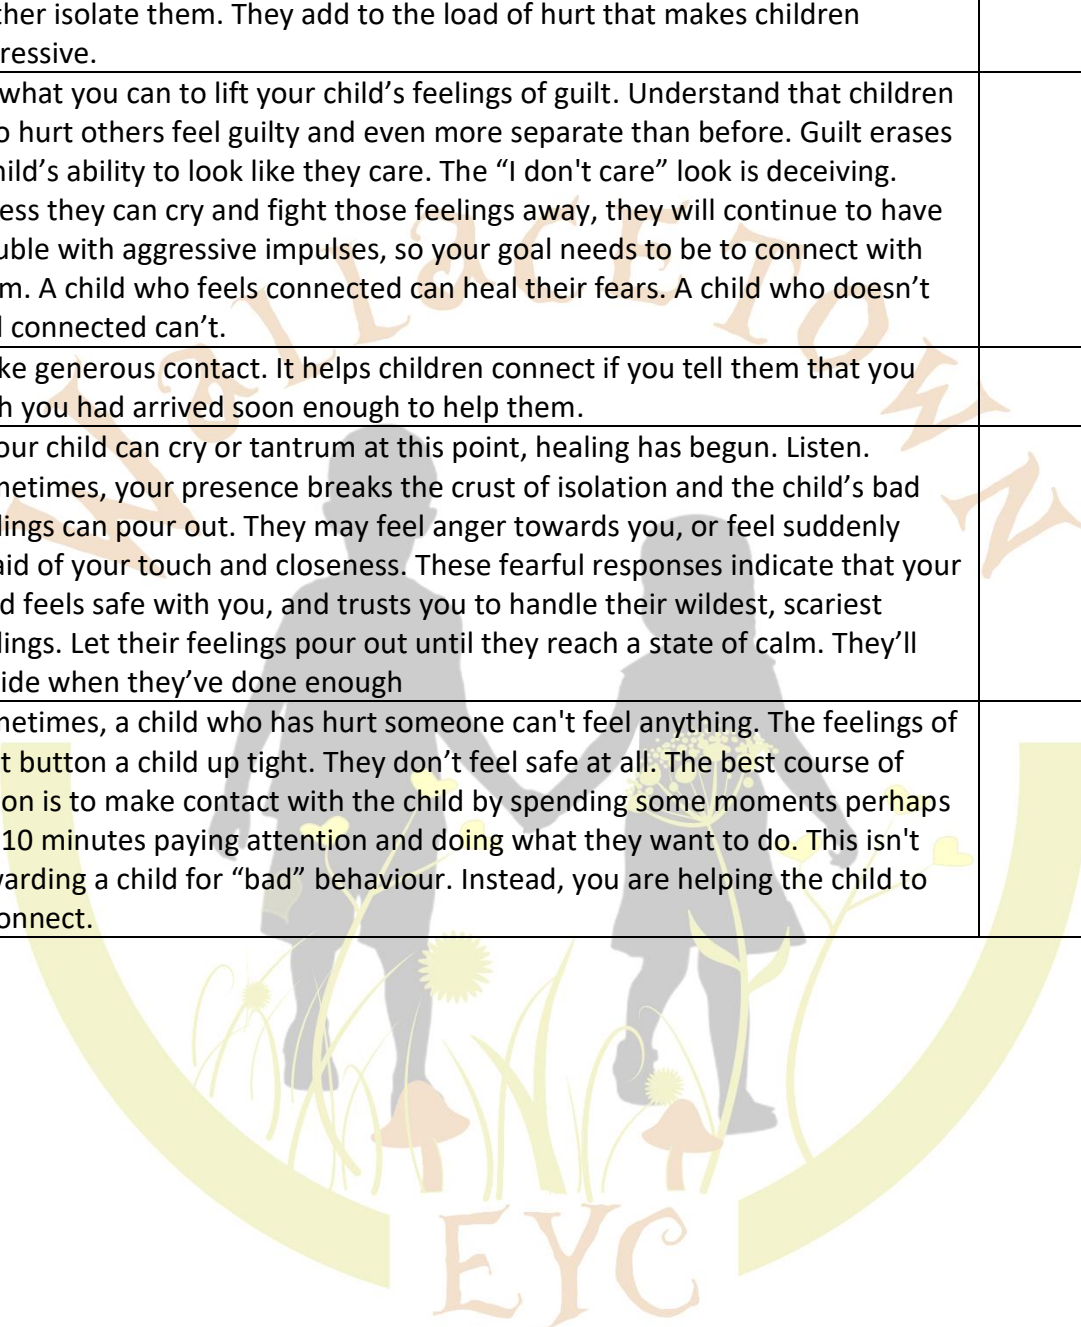 ther isolate them. They add to the load of hurt that makes children
ressive.
what you can to lift your child’s feelings of guilt. Understand that children
o hurt others feel guilty and even more separate than before. Guilt erases
hild’s ability to look like they care. The “I don't care” look is deceiving.
ess they can cry and fight those feelings away, they will continue to have
uble with aggressive impulses, so your goal needs to be to connect with
m. A child who feels connected can heal their fears. A child who doesn’t
l connected can’t.
ke generous contact. It helps children connect if you tell them that you
h you had arrived soon enough to help them.
our child can cry or tantrum at this point, healing has begun. Listen.
metimes, your presence breaks the crust of isolation and the child’s bad
lings can pour out. They may feel anger towards you, or feel suddenly
aid of your touch and closeness. These fearful responses indicate that your
d feels safe with you, and trusts you to handle their wildest, scariest
lings. Let their feelings pour out until they reach a state of calm. They’ll
ide when they’ve done enough
metimes, a child who has hurt someone can't feel anything. The feelings of
t button a child up tight. They don’t feel safe at all. The best course of
on is to make contact with the child by spending some moments perhaps
10 minutes paying attention and doing what they want to do. This isn't
varding a child for “bad” behaviour. Instead, you are helping the child to
onnect.
WallaceTown
EYC